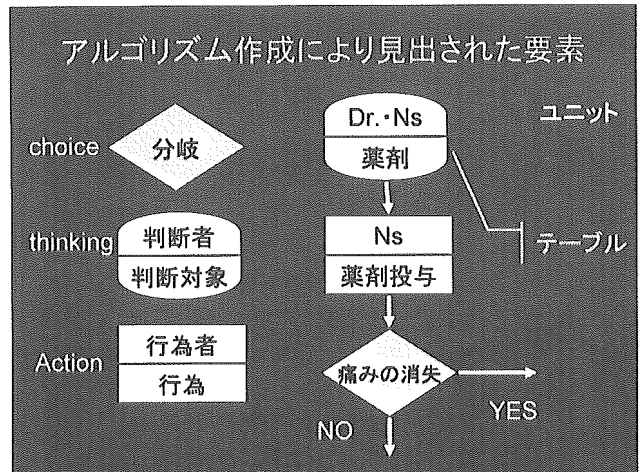 アルゴリズム作成により見出された要素
choice
分岐
thinking
判断者
判断対象
Action
行為者
行為
ユニット
Dr.・Ns
薬剤
テーブル
Ns
薬剤投与
痛みの消失
YES
NO